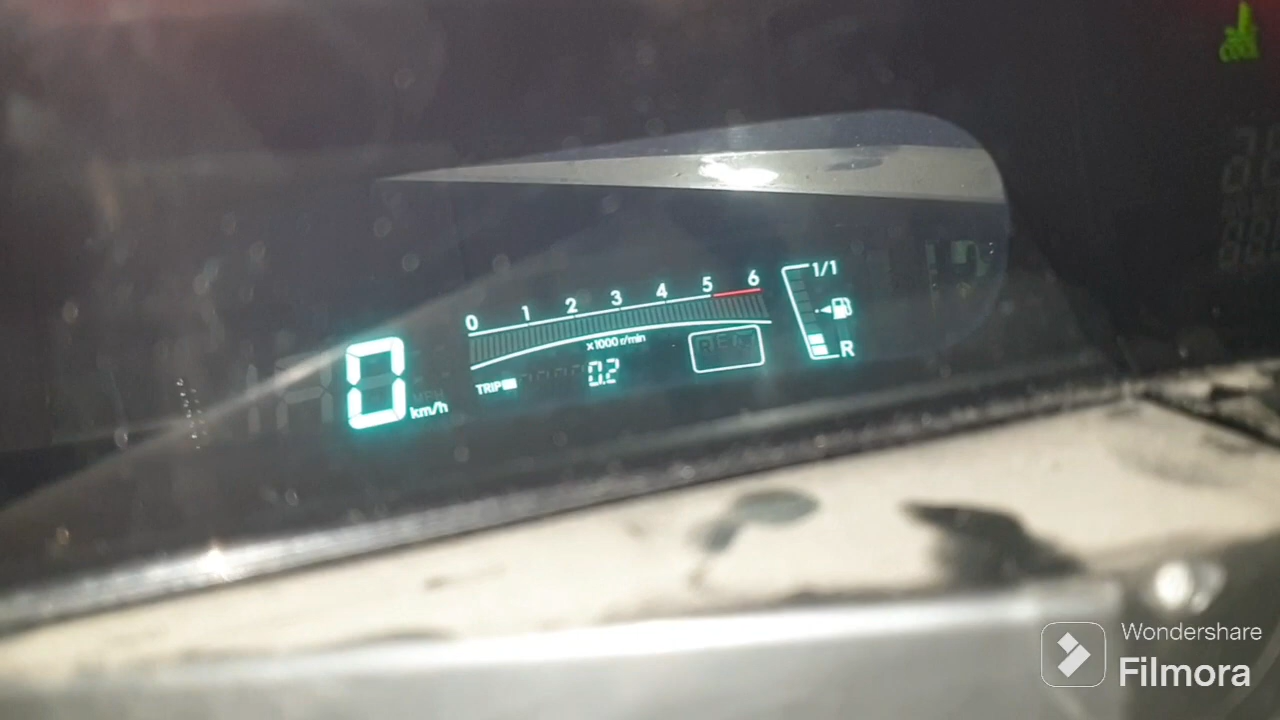 0 1 2 3 4 5 6
x1000 r/min
1/1
R
0 km/h
TRIP 0.2
Wondershare
Filmora